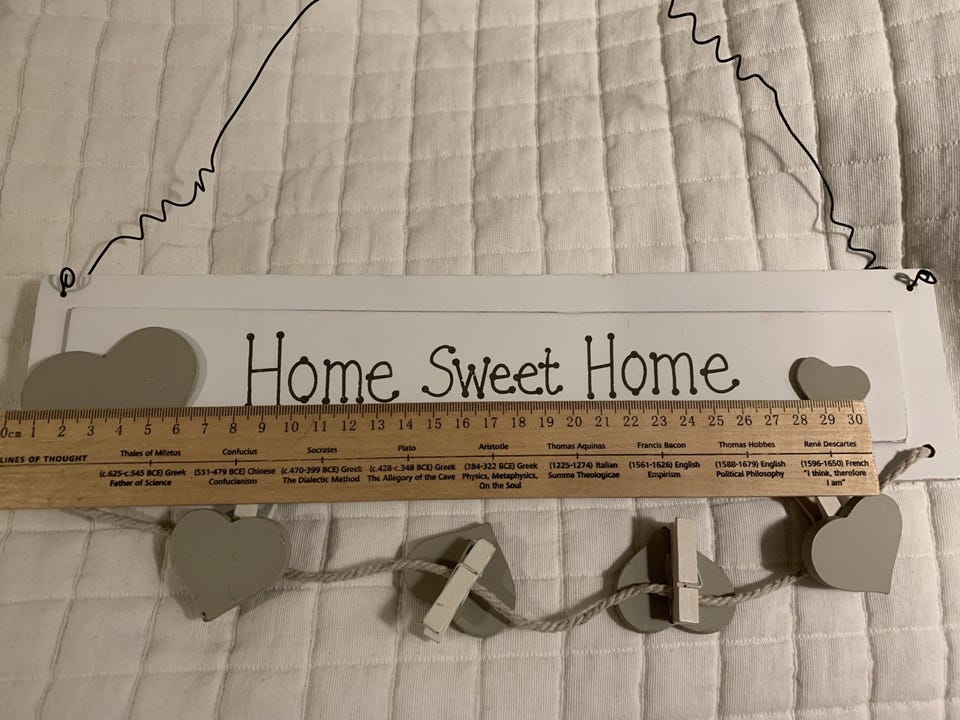 Home Sweet Home
0cm 1 2 3 4 5 6 7 8 9 10 11 12 13 14 15 16 17 18 19 20 21 22 23 24 25 26 27 28 29 30
LINES OF THOUGHT
Thales of Miletus
(c.625-c.545 BCE) Greek
Father of Science
Confucius
(551-479 BCE) Chinese
Confucianism
Socrates
(c.470-399 BCE) Greek
The Dialectic Method
Plato
(c.428-c.348 BCE) Greek
The Allegory of the Cave
Aristotle
(384-322 BCE) Greek
Physics, Metaphysics,
On the Soul
Thomas Aquinas
(1225-1274) Italian
Summa Theologicae
Francis Bacon
(1561-1626) English
Empirism
Thomas Hobbes
(1588-1679) English
Political Philosophy
René Descartes
(1596-1650) French
"I think, therefore
I am"